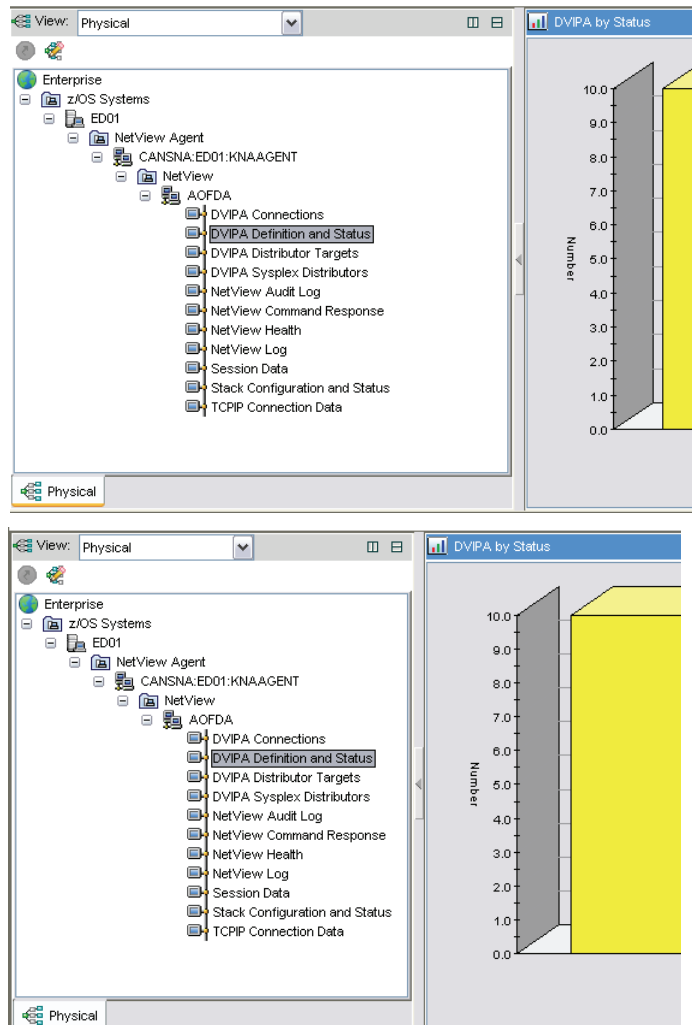 View: Physical
DVIPA by Status
Enterprise
z/OS Systems
ED01
NetView Agent
CANSNA:ED01:KNAAGENT
NetView
AOFDA
DVIPA Connections
DVIPA Definition and Status
DVIPA Distributor Targets
DVIPA Sysplex Distributors
NetView Audit Log
NetView Command Response
NetView Health
NetView Log
Session Data
Stack Configuration and Status
TCPIP Connection Data
Physical
10.0
9.0
8.0
7.0
6.0
5.0
4.0
3.0
2.0
1.0
0.0
Number
View: Physical
DVIPA by Status
Enterprise
z/OS Systems
ED01
NetView Agent
CANSNA:ED01:KNAAGENT
NetView
AOFDA
DVIPA Connections
DVIPA Definition and Status
DVIPA Distributor Targets
DVIPA Sysplex Distributors
NetView Audit Log
NetView Command Response
NetView Health
NetView Log
Session Data
Stack Configuration and Status
TCPIP Connection Data
Physical
10.0
9.0
8.0
7.0
6.0
5.0
4.0
3.0
2.0
1.0
0.0
Number